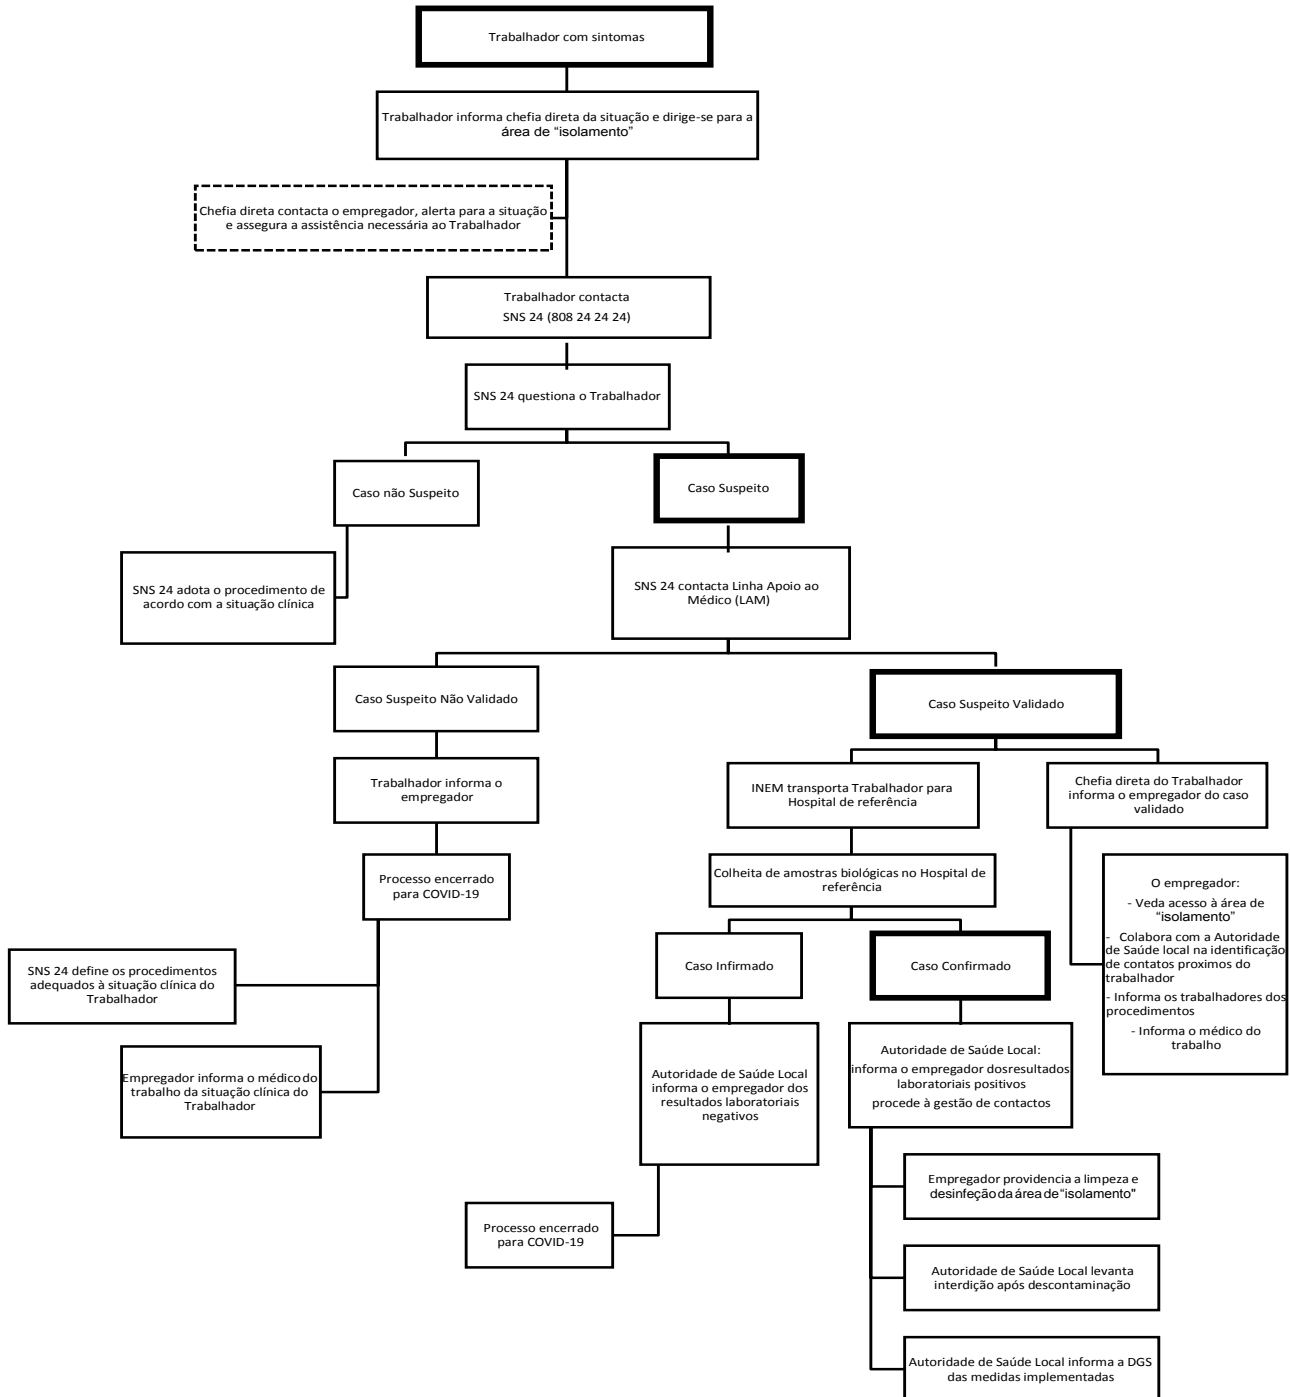 Trabalhador com sintomas
Trabalhador informa chefia direta da situação e dirige-se para a
área de “isolamento”
Chefia direta contacta o empregador, alerta para a situação
e assegura a assistência necessária ao Trabalhador
Trabalhador contacta
SNS 24 (808 24 24 24)
SNS 24 questiona o Trabalhador
Caso não Suspeito
Caso Suspeito
SNS 24 adota o procedimento de
acordo com a situação clínica
SNS 24 contacta Linha Apoio ao
Médico (LAM)
Caso Suspeito Não Validado
Caso Suspeito Validado
Trabalhador informa o
empregador
INEM transporta Trabalhador para
Hospital de referência
Chefia direta do Trabalhador
informa o empregador do caso
validado
Processo encerrado
para COVID-19
Colheita de amostras biológicas no Hospital de
referência
O empregador:
- Veda acesso à área de
“isolamento”
- Colabora com a Autoridade
de Saúde local na identificação
de contatos proximos do
trabalhador
- Informa os trabalhadores dos
procedimentos
- Informa o médico do
trabalho
SNS 24 define os procedimentos
adequados à situação clínica do
Trabalhador
Caso Infirmado
Caso Confirmado
Empregador informa o médico do
trabalho da situação clínica do
Trabalhador
Autoridade de Saúde Local
informa o empregador dos
resultados laboratoriais
negativos
Autoridade de Saúde Local:
informa o empregador dosresultados
laboratoriais positivos
procede à gestão de contactos
Processo encerrado
para COVID-19
Empregador providencia a limpeza e
desinfeção da área de “isolamento”
Autoridade de Saúde Local levanta
interdição após descontaminação
Autoridade de Saúde Local informa a DGS
das medidas implementadas